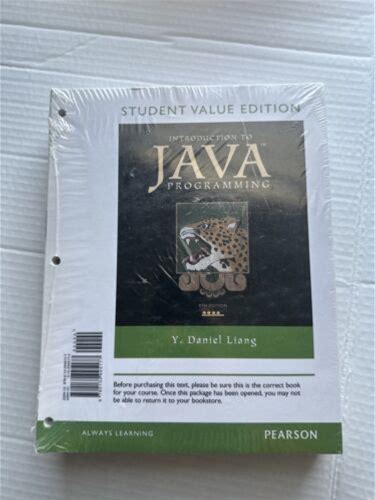 STUDENT VALUE EDITION
INTRODUCTION TO
JAVA™
PROGRAMMING
EDITION
Y. Daniel Liang
Before purchasing this text, please be sure this is the correct book
for your course. Once this package has been opened, you may not
be able to return it to your bookstore.
ALWAYS LEARNING
PEARSON